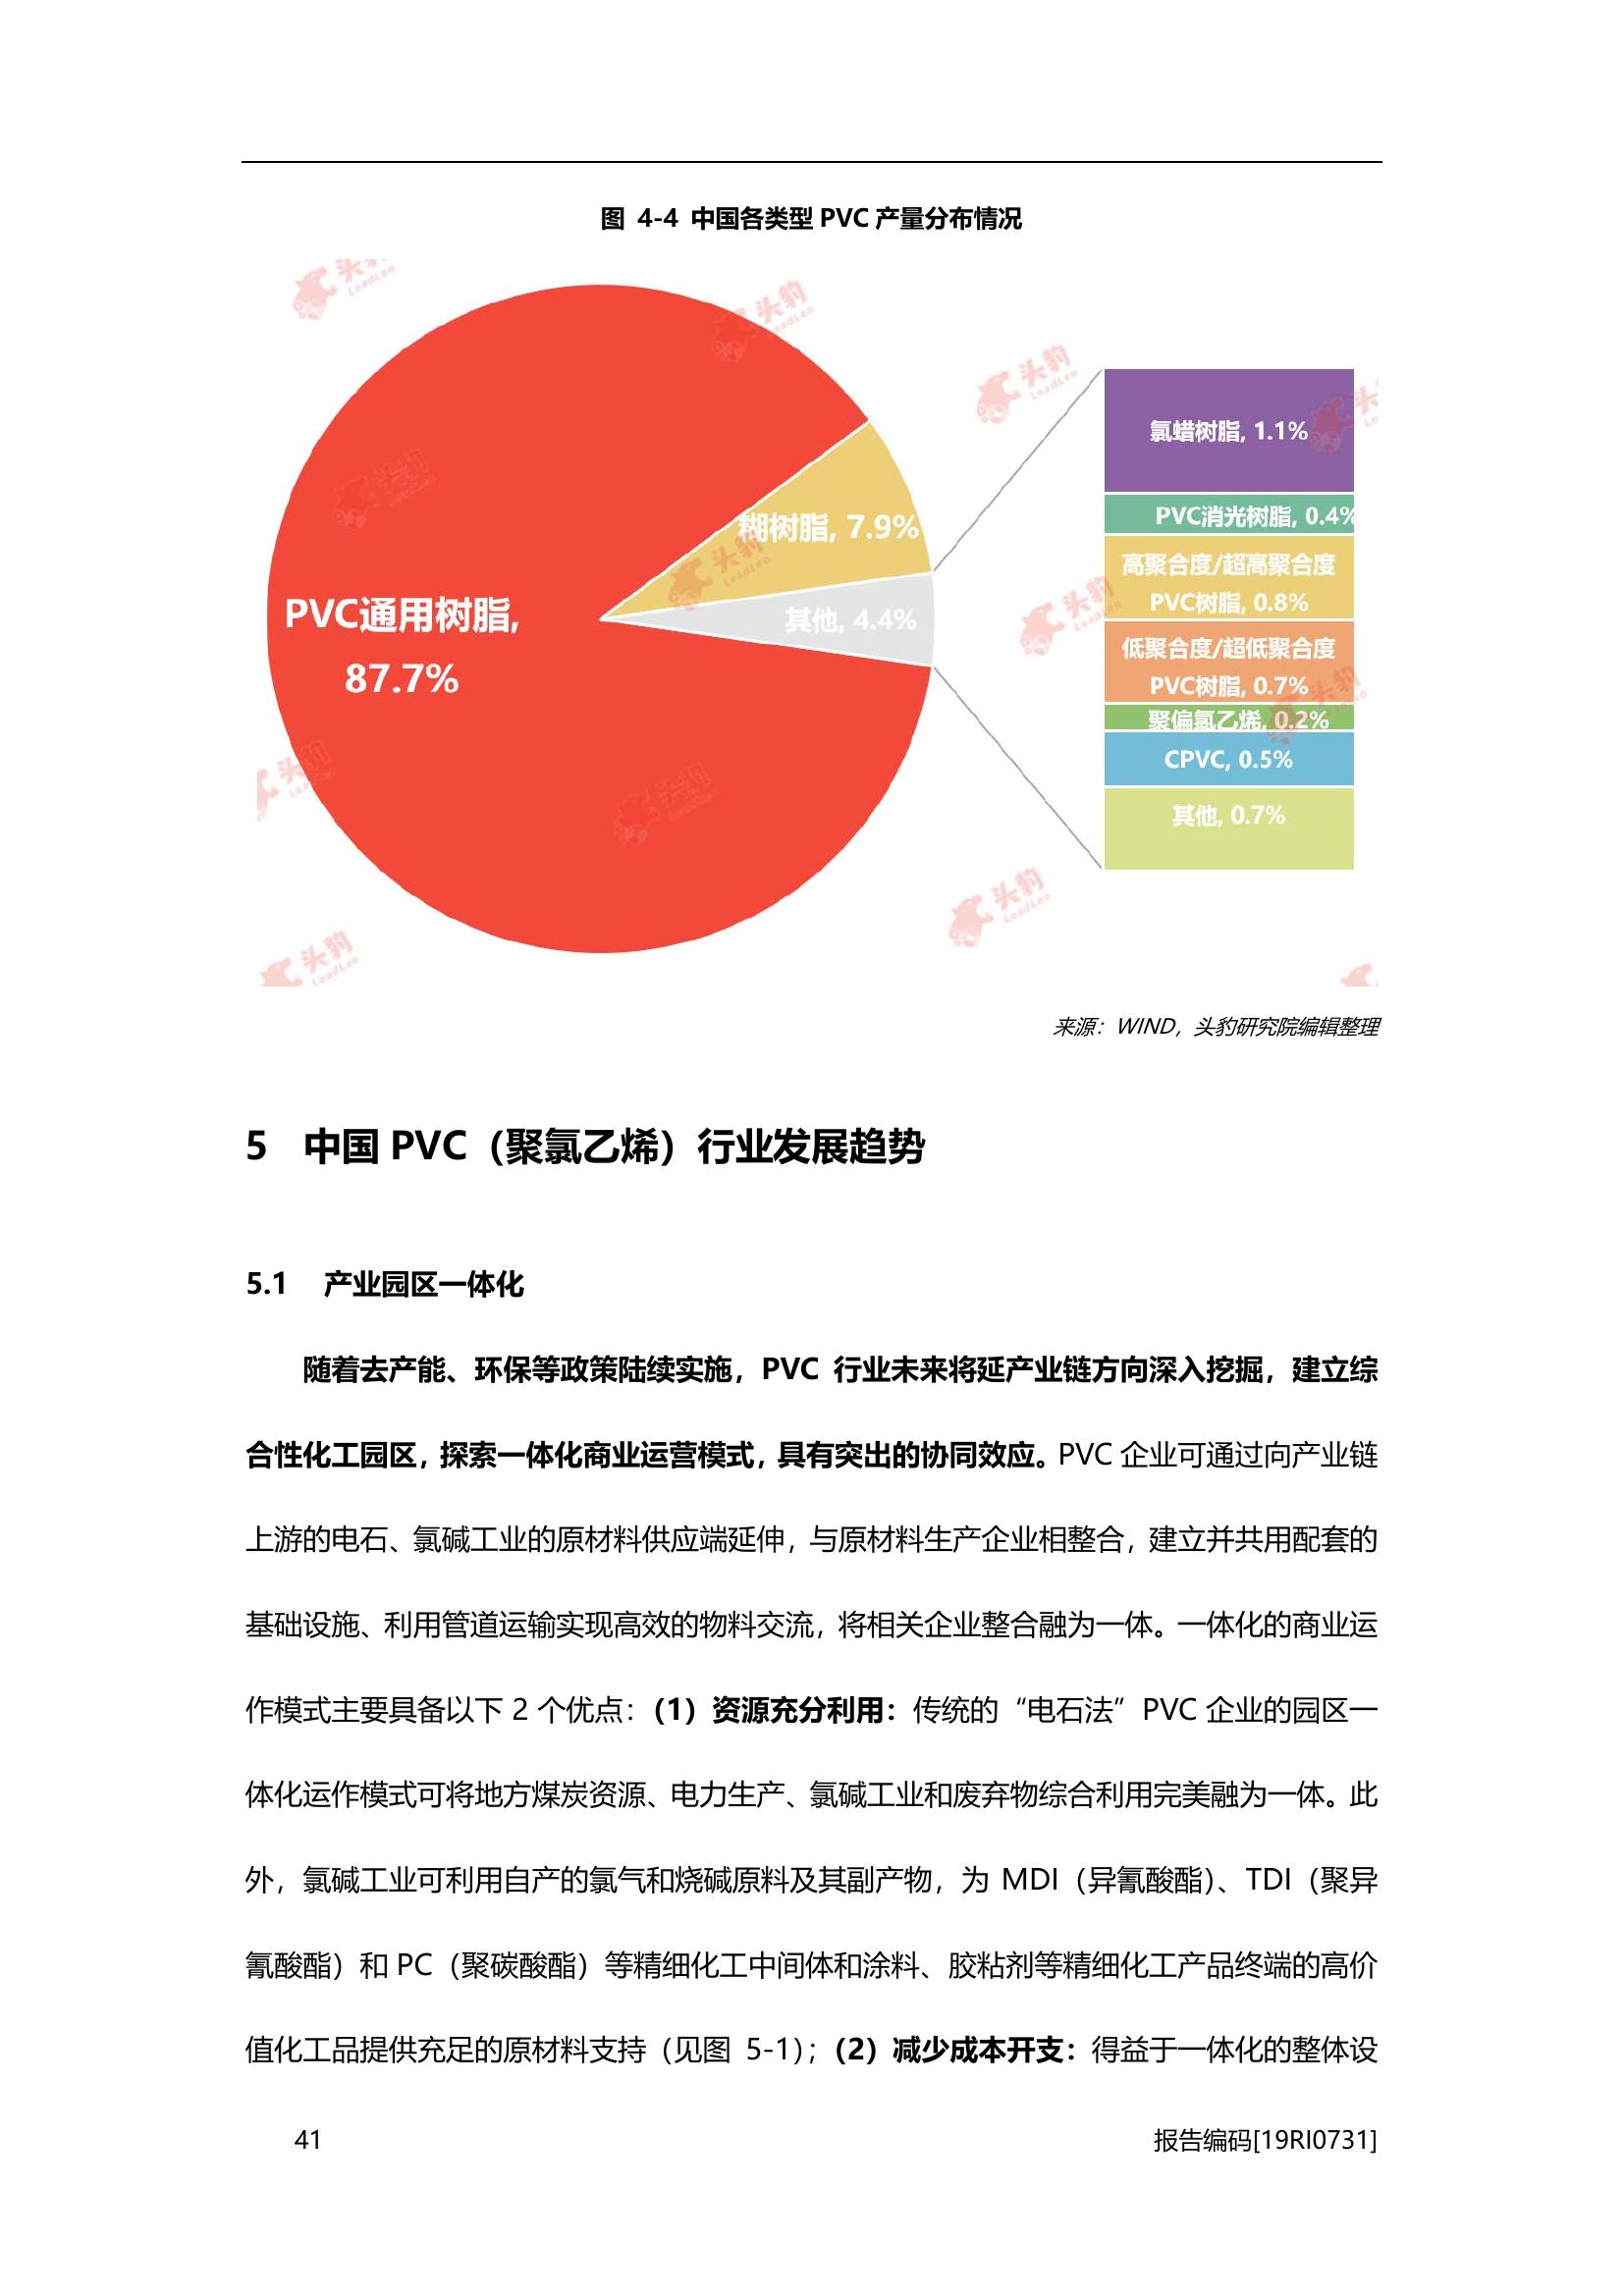 图 4-4 中国各类型 PVC 产量分布情况
PVC通用树脂,
87.7%
糊树脂, 7.9%
其他, 4.4%
氯蜡树脂, 1.1%
PVC消光树脂, 0.4%
高聚合度/超高聚合度
PVC树脂, 0.8%
低聚合度/超低聚合度
PVC树脂, 0.7%
聚偏氯乙烯, 0.2%
CPVC, 0.5%
其他, 0.7%
头豹
LeadLeo
来源：WIND，头豹研究院编辑整理
5 中国 PVC（聚氯乙烯）行业发展趋势
5.1 产业园区一体化
随着去产能、环保等政策陆续实施，PVC 行业未来将延产业链方向深入挖掘，建立综
合性化工园区，探索一体化商业运营模式，具有突出的协同效应。PVC 企业可通过向产业链
上游的电石、氯碱工业的原材料供应端延伸，与原材料生产企业相整合，建立并共用配套的
基础设施、利用管道运输实现高效的物料交流，将相关企业整合融为一体。一体化的商业运
作模式主要具备以下 2 个优点：（1）资源充分利用：传统的“电石法”PVC 企业的园区一
体化运作模式可将地方煤炭资源、电力生产、氯碱工业和废弃物综合利用完美融为一体。此
外，氯碱工业可利用自产的氯气和烧碱原料及其副产物，为 MDI（异氰酸酯）、TDI（聚异
氰酸酯）和 PC（聚碳酸酯）等精细化工中间体和涂料、胶粘剂等精细化工产品终端的高价
值化工品提供充足的原材料支持（见图 5-1）；（2）减少成本开支：得益于一体化的整体设
41
报告编码[19RI0731]